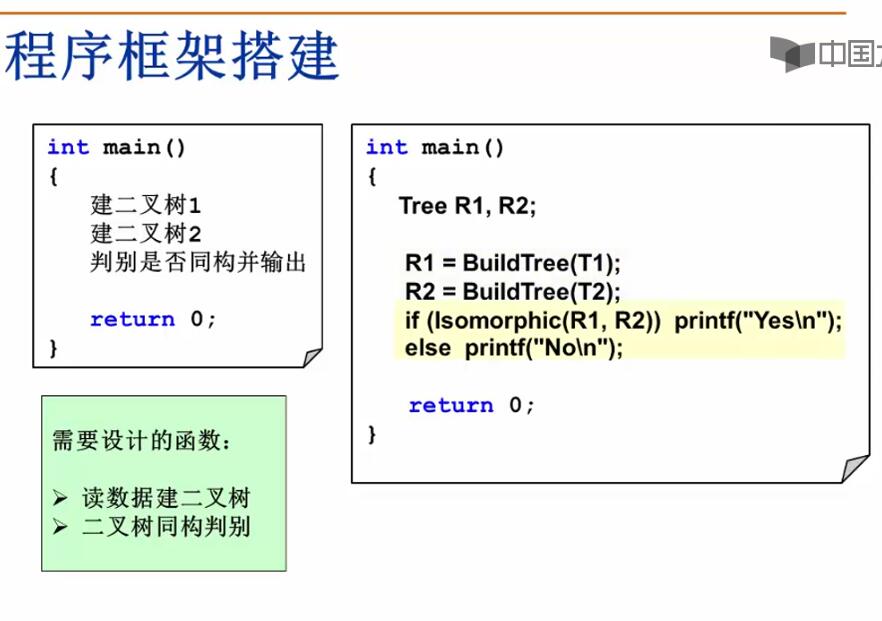 程序框架搭建
中国
int main()
{
建二叉树1
建二叉树2
判别是否同构并输出
return 0;
}
需要设计的函数:
➢ 读数据建二叉树
➢ 二叉树同构判别
int main()
{
Tree R1, R2;
R1 = BuildTree(T1);
R2 = BuildTree(T2);
if (Isomorphic(R1, R2)) printf("Yes\n");
else printf("No\n");
return 0;
}